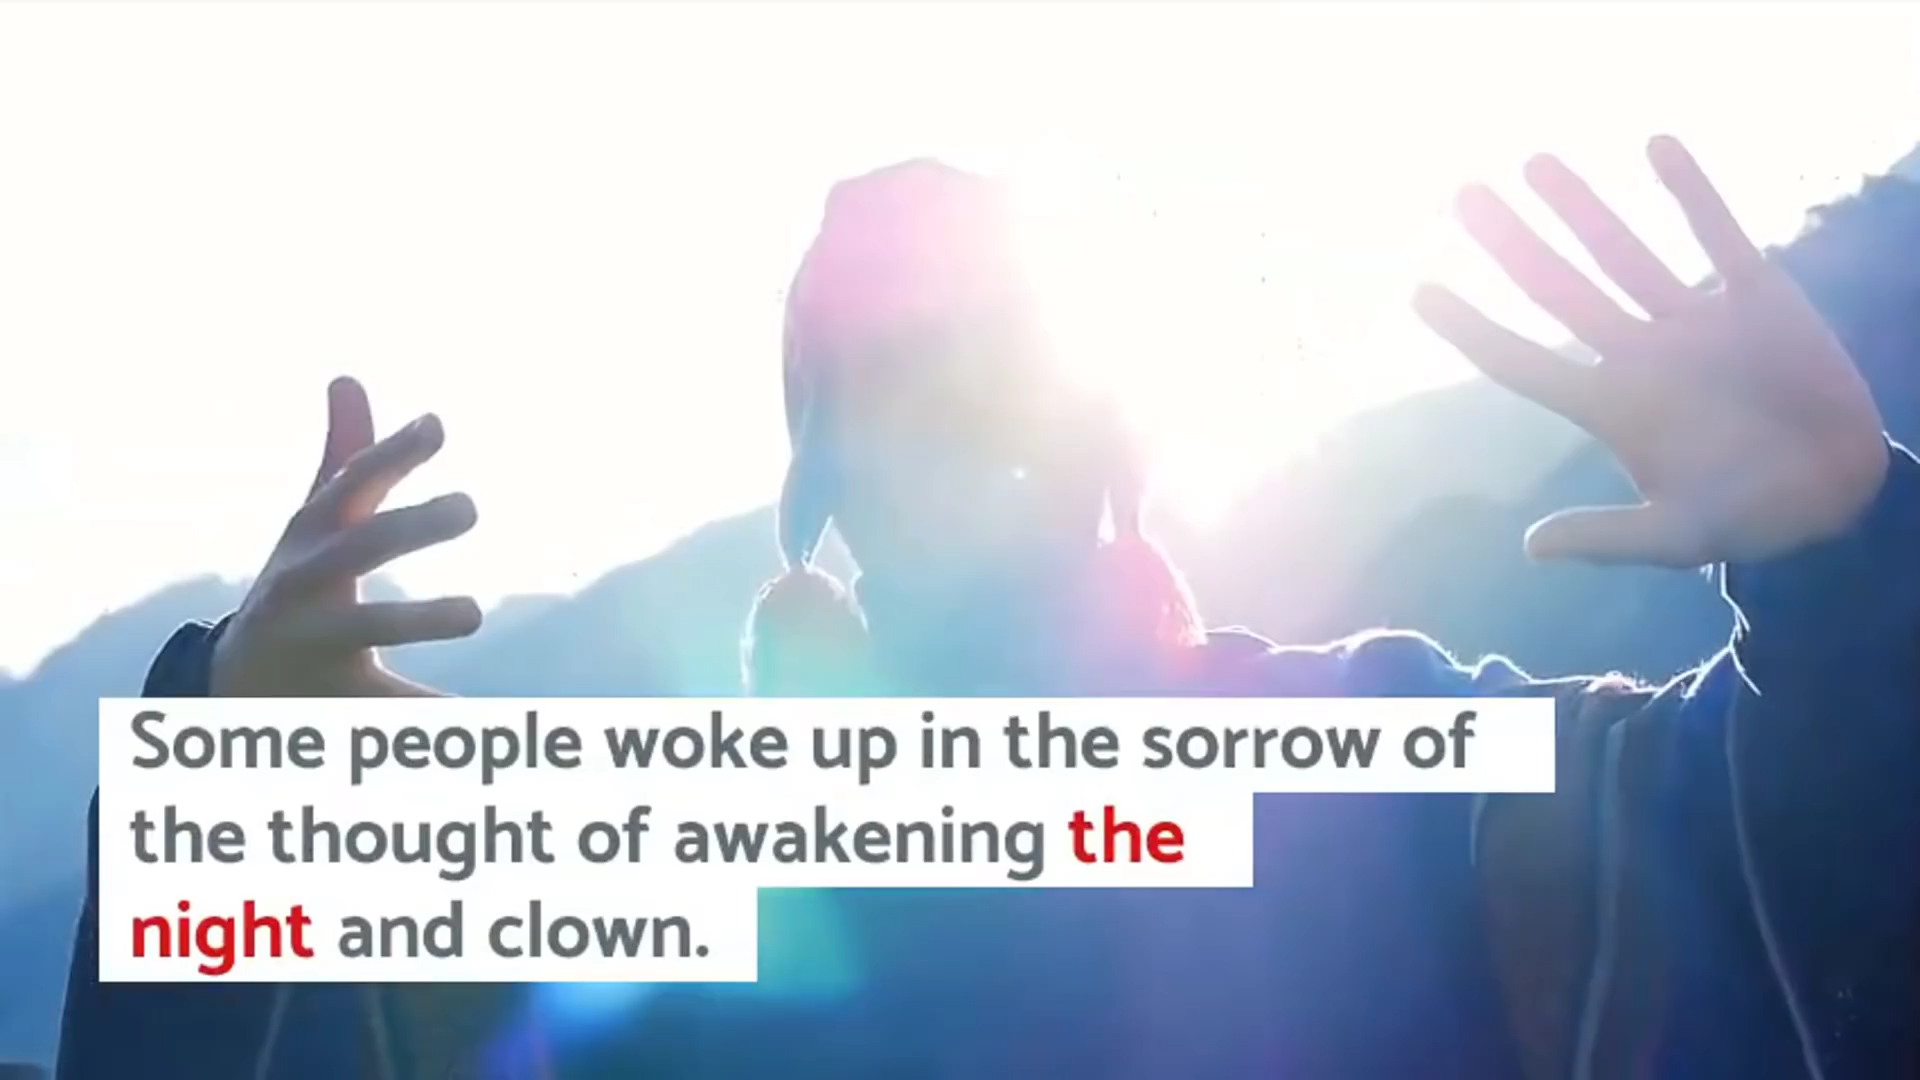 Some people woke up in the sorrow of
the thought of awakening the
night and clown.